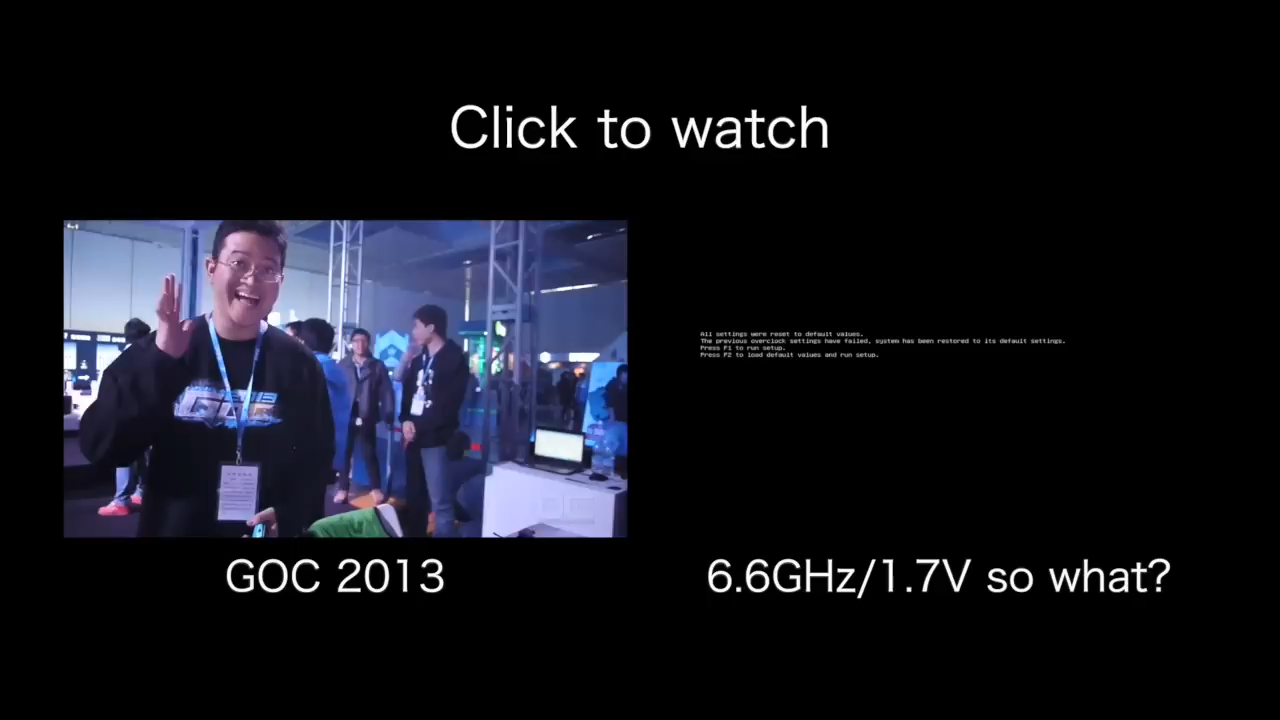 Click to watch
All settings were reset to default values.
The previous overclock settings have failed, system has been restored to its default settings.
Press F1 to run setup.
Press F2 to load default values and run setup.
GOC 2013
6.6GHz/1.7V so what?